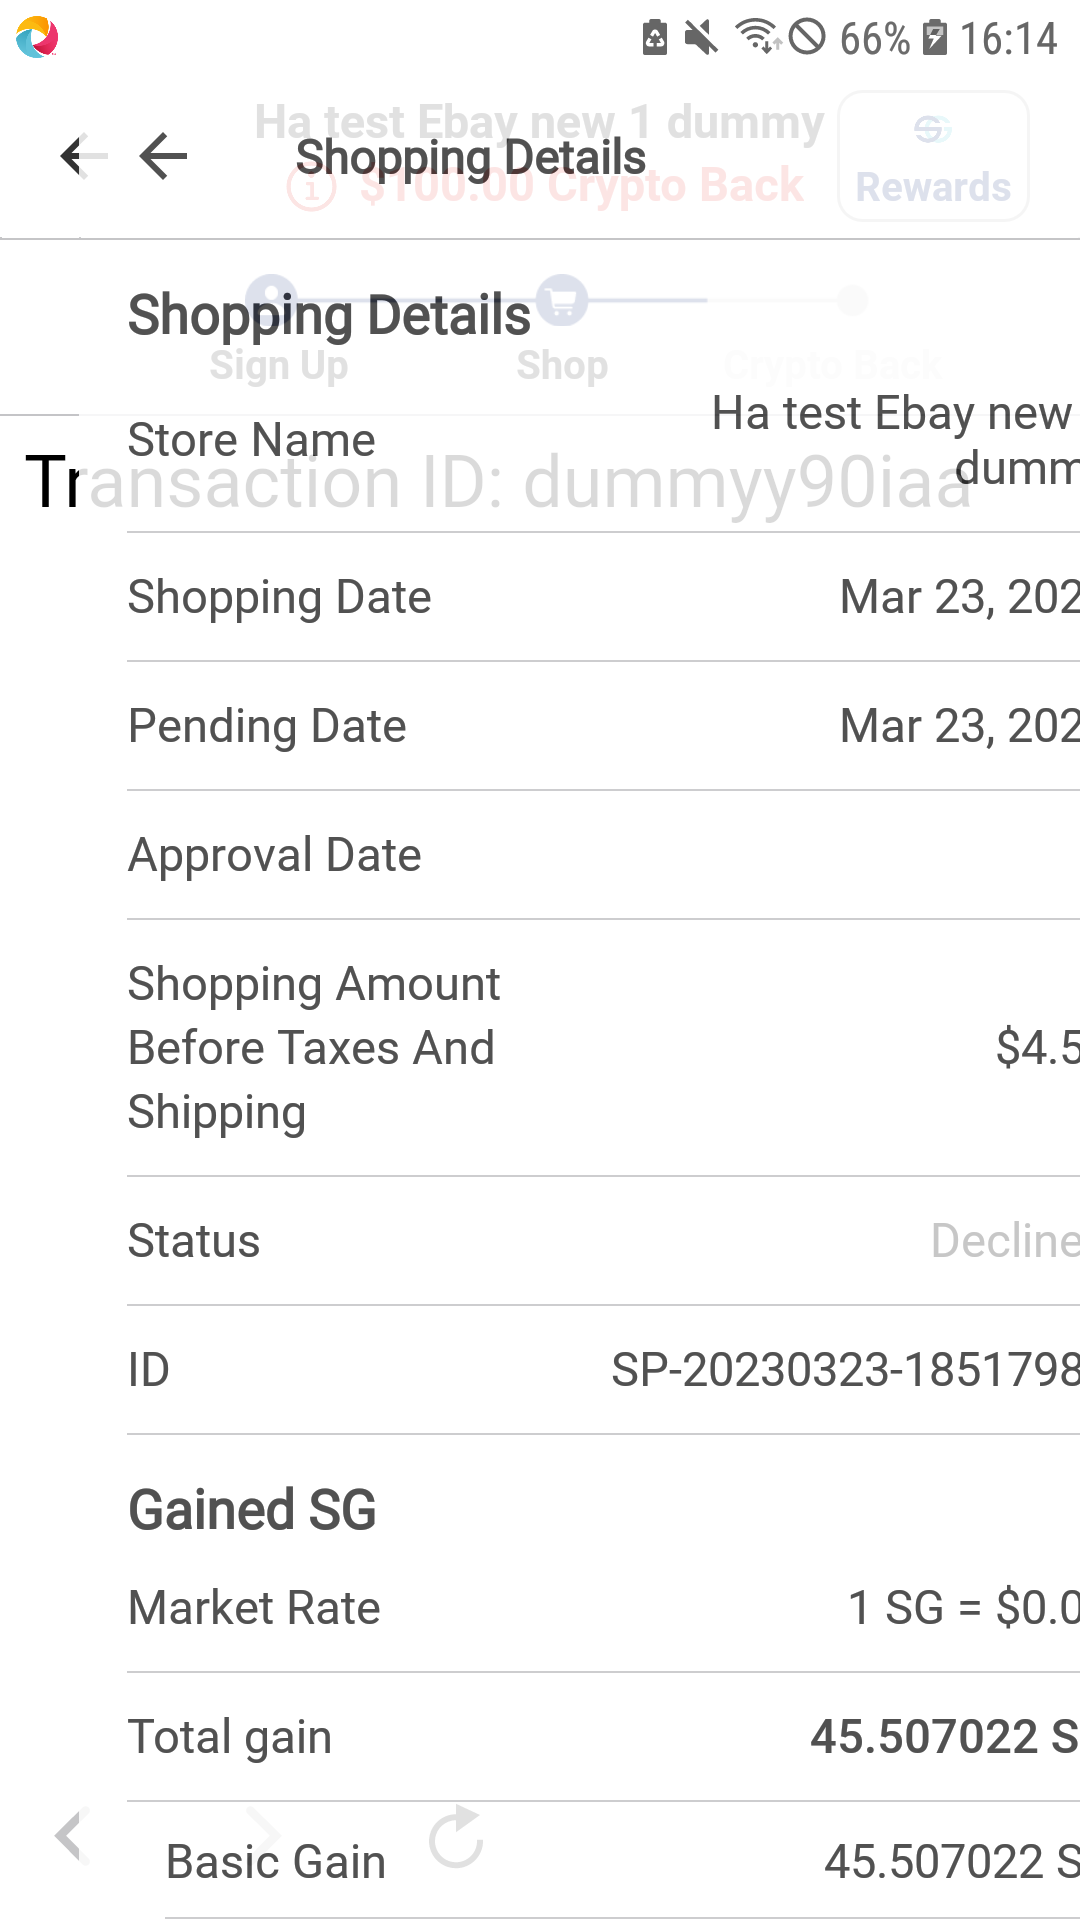 66% 16:14
Ha test Ebay new 1 dummy
Shopping Details
$100.00 Crypto Back
Rewards
Shopping Details
Sign Up
Shop
Crypto Back
Store Name
Ha test Ebay new
dumm
Transaction ID: dummyy90iaa
Shopping Date
Mar 23, 202
Pending Date
Mar 23, 202
Approval Date
Shopping Amount
Before Taxes And
Shipping
$4.5
Status
Decline
ID
SP-20230323-1851798
Gained SG
Market Rate
1 SG = $0.0
Total gain
45.507022 S
Basic Gain
45.507022 S